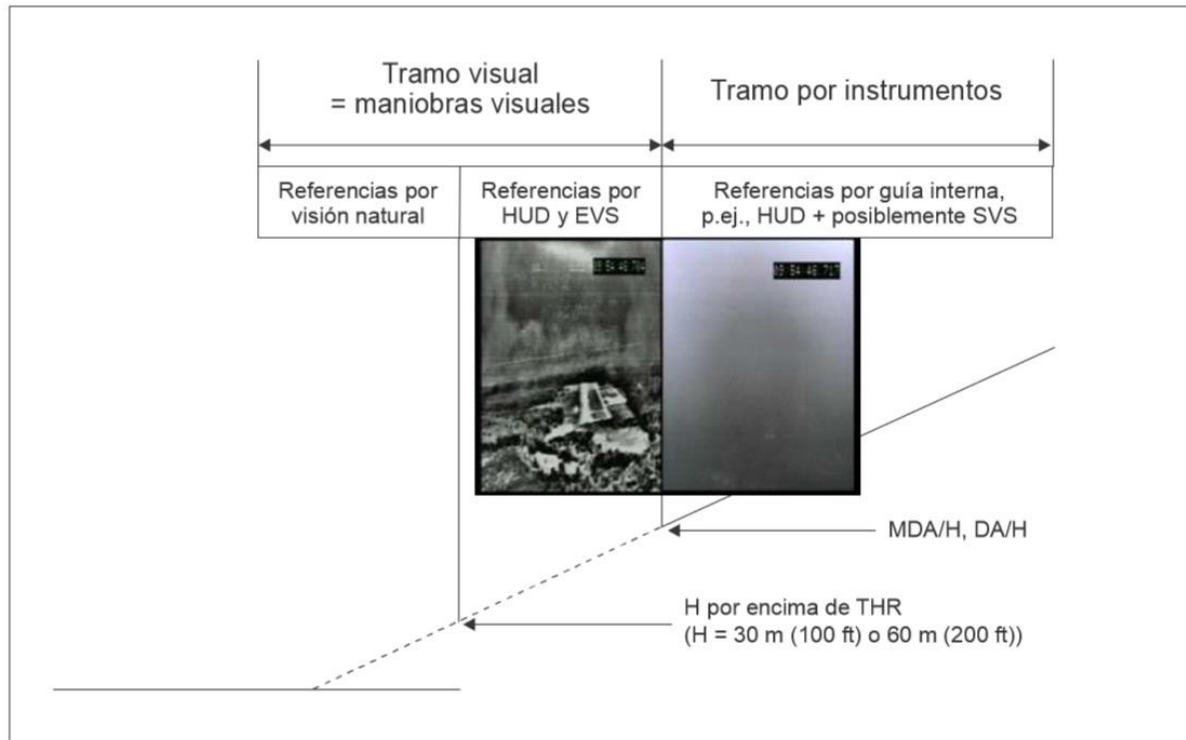 Tramo visual
= maniobras visuales
Tramo por instrumentos
Referencias por
visión natural
Referencias por
HUD y EVS
Referencias por guía interna,
p.ej., HUD + posiblemente SVS
MDA/H, DA/H
H por encima de THR
(H = 30 m (100 ft) o 60 m (200 ft))